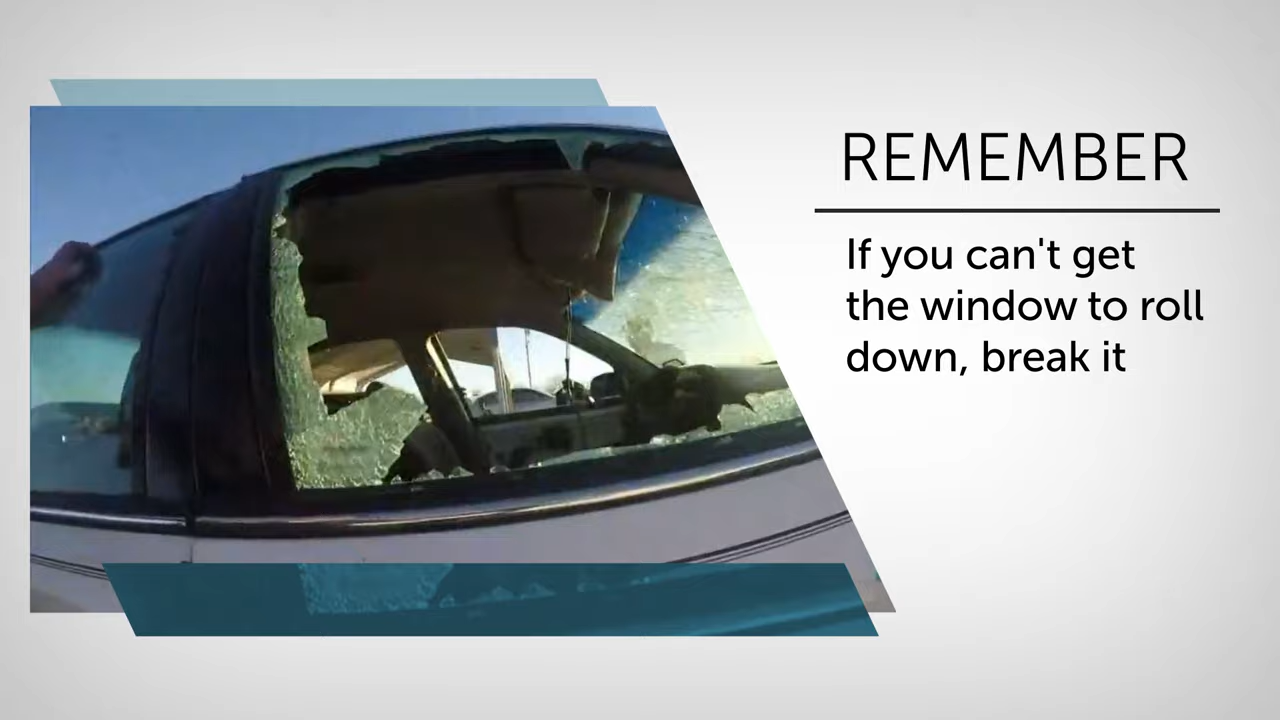 REMEMBER
If you can't get
the window to roll
down, break it